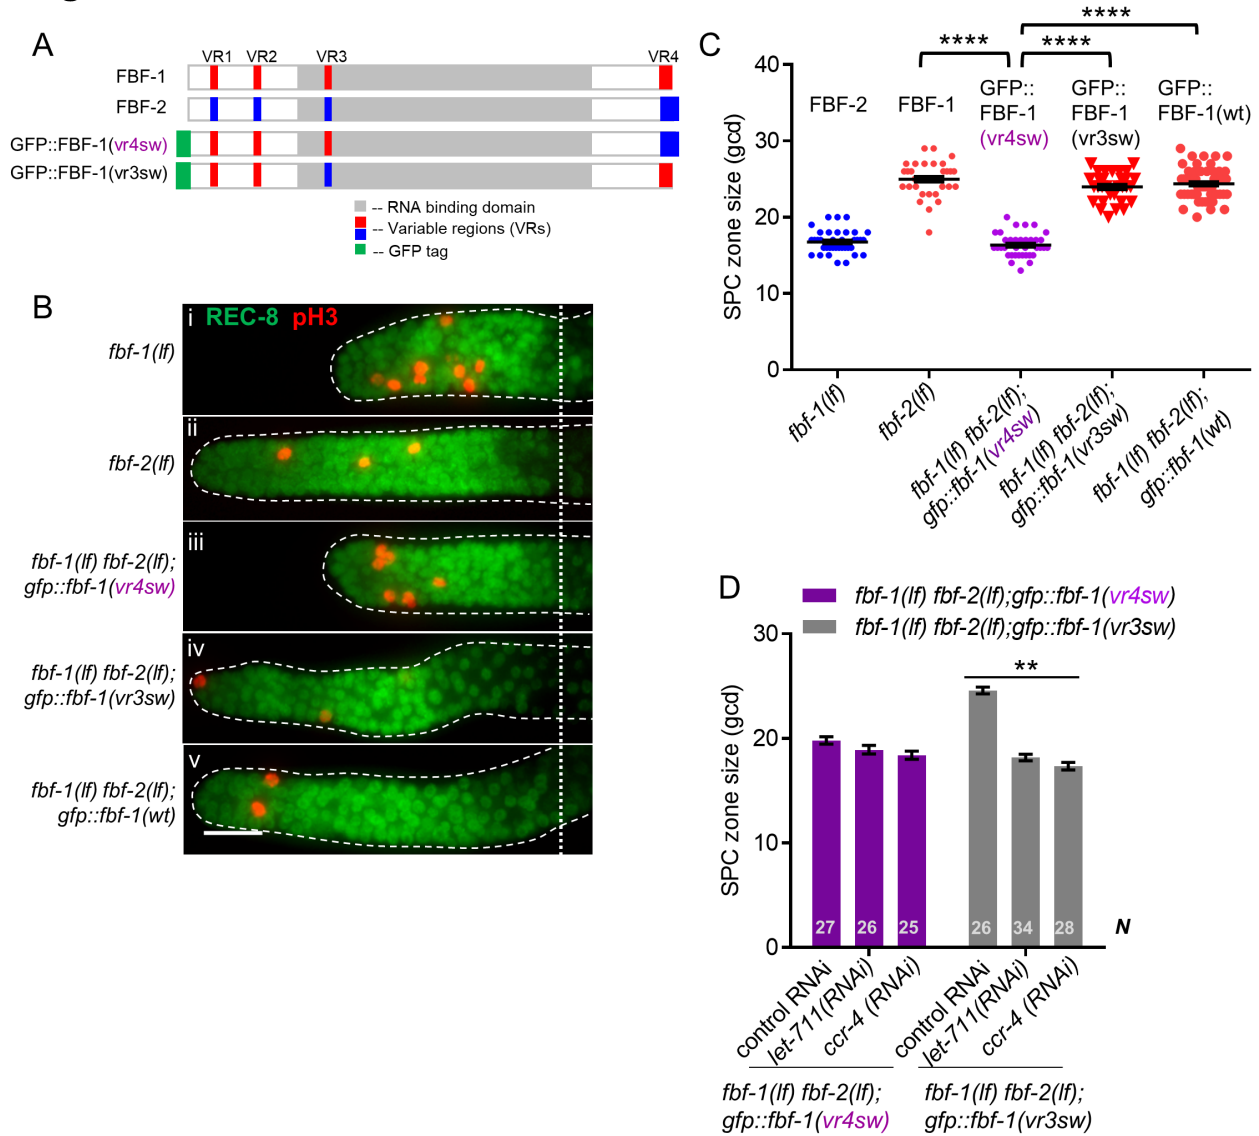 A
VR1 VR2 VR3 VR4
FBF-1
FBF-2
GFP::FBF-1(vr4sw)
GFP::FBF-1(vr3sw)
-- RNA binding domain
-- Variable regions (VRs)
-- GFP tag
B
i REC-8 pH3
fbf-1(lf)
ii
fbf-2(lf)
iii
fbf-1(lf) fbf-2(lf);
gfp::fbf-1(vr4sw)
iv
fbf-1(lf) fbf-2(lf);
gfp::fbf-1(vr3sw)
v
fbf-1(lf) fbf-2(lf);
gfp::fbf-1(wt)
C
****
**** ****
SPC zone size (gcd)
40
30
20
10
0
FBF-2
FBF-1
GFP::
FBF-1
(vr4sw)
GFP::
FBF-1
(vr3sw)
GFP::
FBF-1(wt)
fbf-1(lf)
fbf-2(lf)
fbf-1(lf) fbf-2(lf);
gfp::fbf-1(vr4sw)
fbf-1(lf) fbf-2(lf);
gfp::fbf-1(vr3sw)
fbf-1(lf) fbf-2(lf);
gfp::fbf-1(wt)
D
fbf-1(lf) fbf-2(lf);gfp::fbf-1(vr4sw)
fbf-1(lf) fbf-2(lf);gfp::fbf-1(vr3sw)
SPC zone size (gcd)
30
20
10
0
**
27 26 25 26 34 28 N
control RNAi
let-711(RNAi)
ccr-4 (RNAi)
control RNAi
let-711(RNAi)
ccr-4 (RNAi)
fbf-1(lf) fbf-2(lf);
gfp::fbf-1(vr4sw)
fbf-1(lf) fbf-2(lf);
gfp::fbf-1(vr3sw)